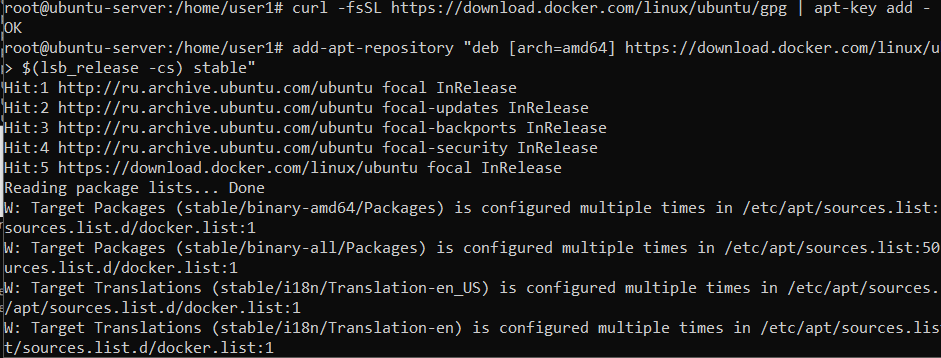 root@ubuntu-server:/home/user1# curl -fsSL https://download.docker.com/linux/ubuntu/gpg | apt-key add -
OK
root@ubuntu-server:/home/user1# add-apt-repository "deb [arch=amd64] https://download.docker.com/linux/u
> $(lsb_release -cs) stable"
Hit:1 http://ru.archive.ubuntu.com/ubuntu focal InRelease
Hit:2 http://ru.archive.ubuntu.com/ubuntu focal-updates InRelease
Hit:3 http://ru.archive.ubuntu.com/ubuntu focal-backports InRelease
Hit:4 http://ru.archive.ubuntu.com/ubuntu focal-security InRelease
Hit:5 https://download.docker.com/linux/ubuntu focal InRelease
Reading package lists... Done
W: Target Packages (stable/binary-amd64/Packages) is configured multiple times in /etc/apt/sources.list:
sources.list.d/docker.list:1
W: Target Packages (stable/binary-all/Packages) is configured multiple times in /etc/apt/sources.list:50
urces.list.d/docker.list:1
W: Target Translations (stable/i18n/Translation-en_US) is configured multiple times in /etc/apt/sources.
/apt/sources.list.d/docker.list:1
W: Target Translations (stable/i18n/Translation-en) is configured multiple times in /etc/apt/sources.lis
t/sources.list.d/docker.list:1